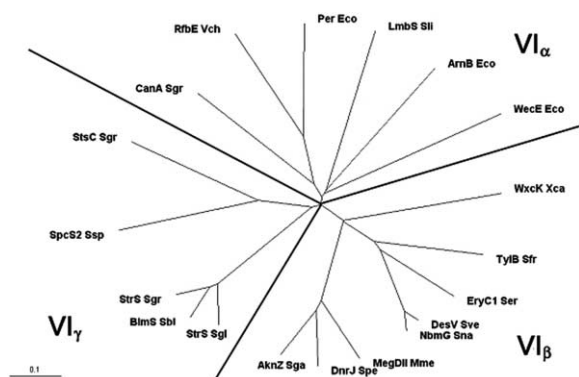 Per Eco
RfbE Vch
LmbS Sli
VIα
ArnB Eco
CanA Sgr
WecE Eco
StsC Sgr
WxcK Xca
SpcS2 Ssp
TylB Sfr
StrS Sgr
EryC1 Ser
BlmS Sbl
DesV Sve
StrS Sgl
NbmG Sna
VIγ
VIβ
AknZ Sga
MegDII Mme
DnrJ Spe
0.1